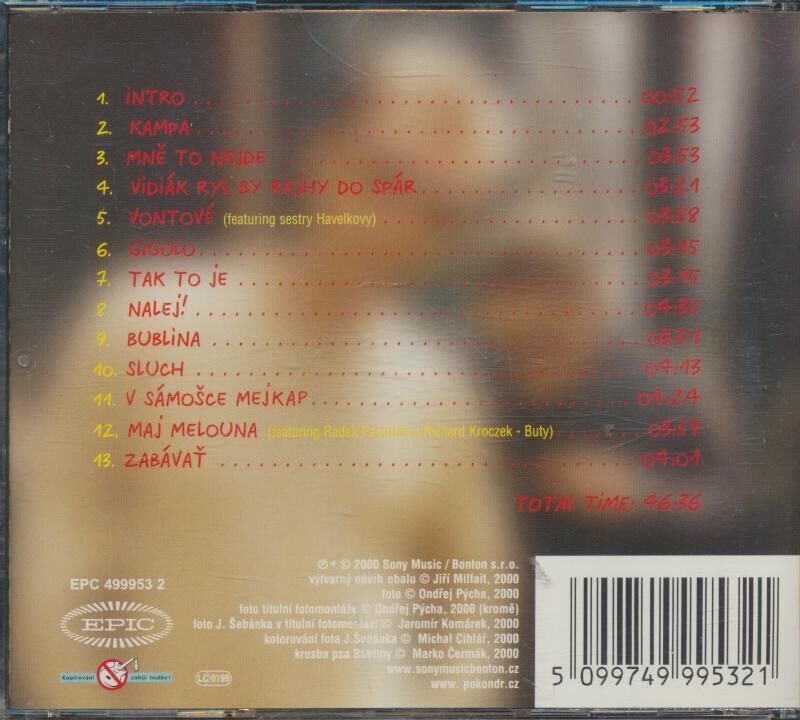 1. INTRO 00:52
2. KAMPA 02:53
3. MNĚ TO NEJDE 03:53
4. VIDIÁK RYL BY REJHY DO SPÁR 03:21
5. VONTOVÉ (featuring sestry Havelkovy) 03:58
6. GIGOLO 03:15
7. TAK TO JE 03:15
8. NALEJ! 04:35
9. BUBLINA 03:51
10. SLUCH 04:13
11. V SÁMOŠCE MEJKAP 04:24
12. MAJ MELOUNA (featuring Radek Pastrňák a Richard Kroczek - Buty) 03:59
13. ZABÁVAŤ 04:01
TOTAL TIME: 46:36
℗ + © 2000 Sony Music / Bonton s.r.o.
výtvarný návrh obalu © Jiří Milfait, 2000
foto © Ondřej Pýcha, 2000
foto titulní fotomontáže © Ondřej Pýcha, 2000 (kromě)
foto J. Šebánka v titulní fotomontáži © Jaromír Komárek, 2000
kolorování fota J.Šebánka © Michal Cihlář, 2000
kresba psa Bubliny © Marko Čermák, 2000
www.sonymusicbonton.cz
www.pokondr.cz
EPC 499953 2
EPIC
Kopírování zabíjí hudbu!
LC 0199
5 099749 995321